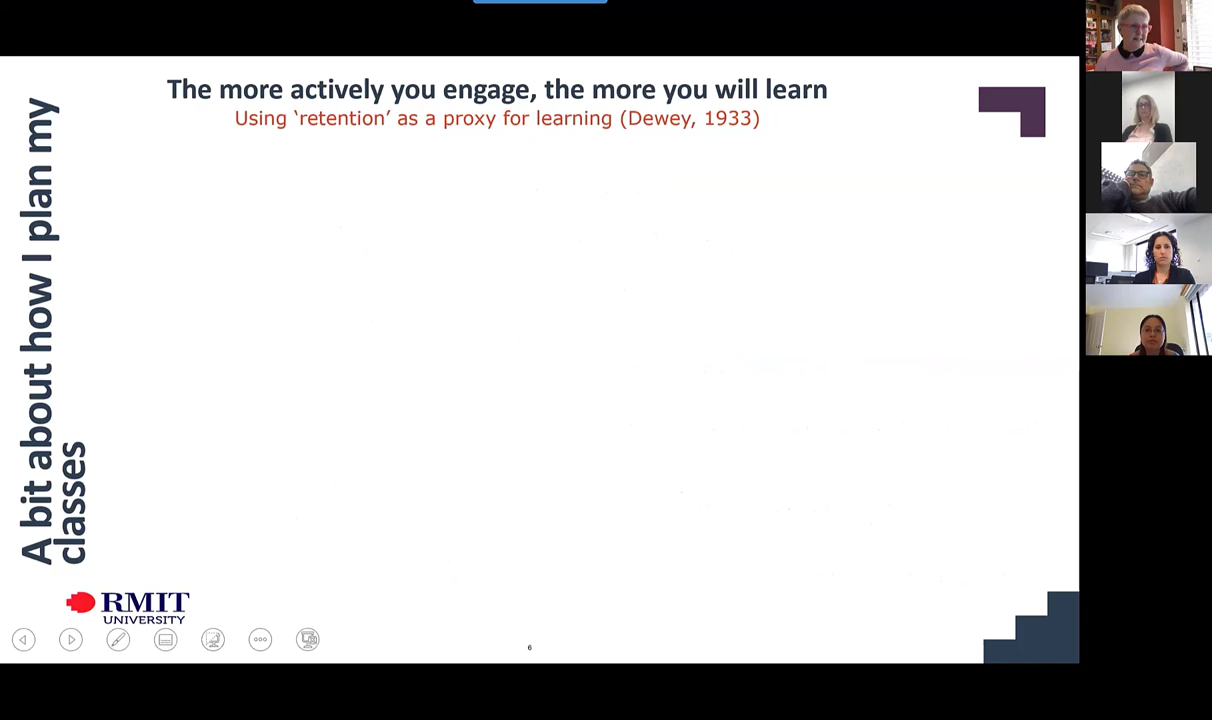 The more actively you engage, the more you will learn
Using ‘retention’ as a proxy for learning (Dewey, 1933)
A bit about how I plan my
classes
RMIT
UNIVERSITY
6